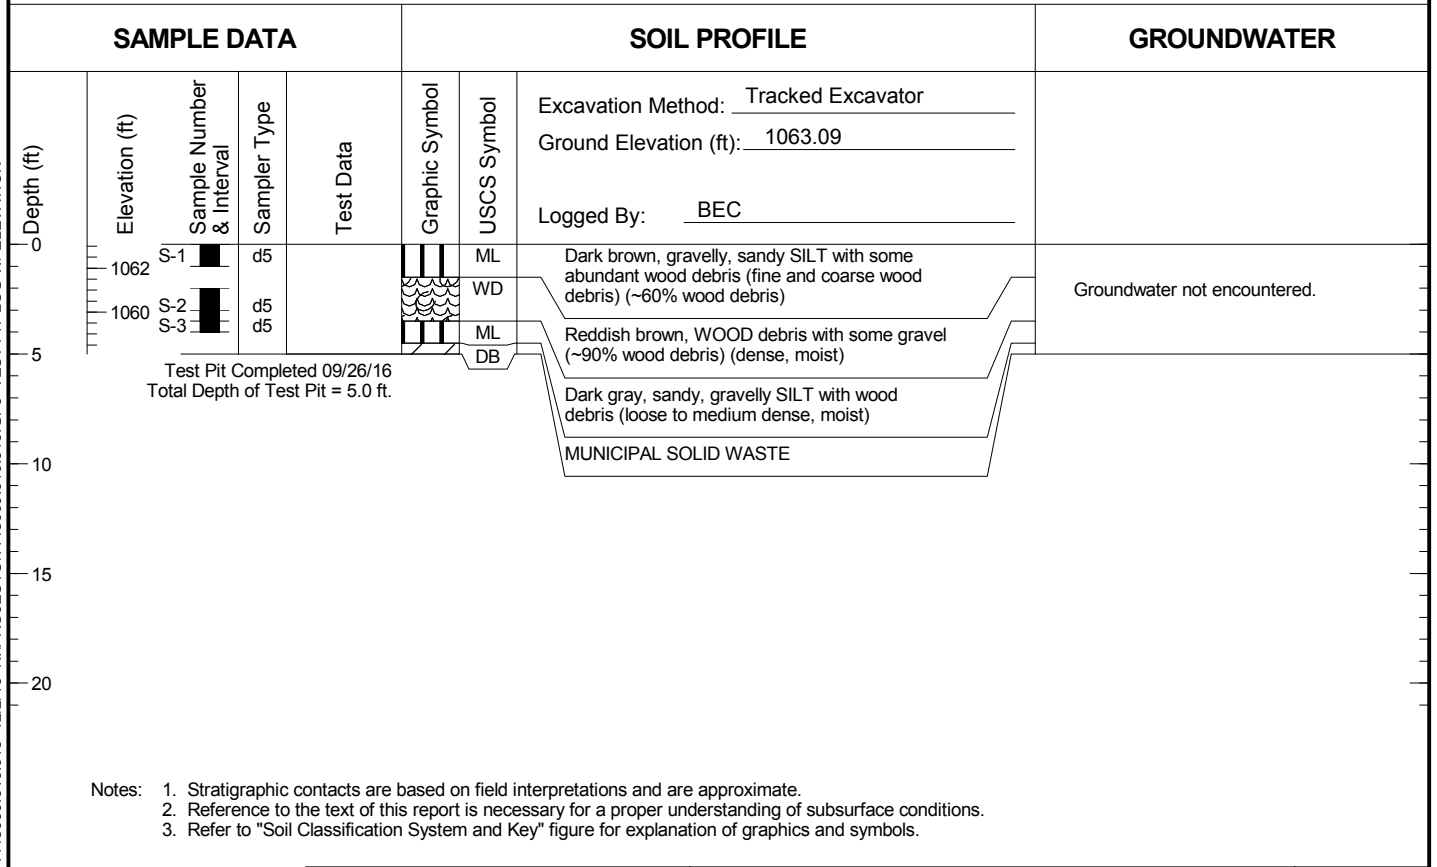 SAMPLE DATA
SOIL PROFILE
GROUNDWATER
Depth (ft)
Elevation (ft)
Sample Number
& Interval
Sampler Type
Test Data
Graphic Symbol
USCS Symbol
Excavation Method: Tracked Excavator
Ground Elevation (ft): 1063.09
Logged By: BEC
0
S-1 d5 ML
1062
WD
1060
S-2 d5
S-3 d5
ML
5
DB
Dark brown, gravelly, sandy SILT with some
abundant wood debris (fine and coarse wood
debris) (~60% wood debris)
Reddish brown, WOOD debris with some gravel
(~90% wood debris) (dense, moist)
Dark gray, sandy, gravelly SILT with wood
debris (loose to medium dense, moist)
MUNICIPAL SOLID WASTE
Groundwater not encountered.
Test Pit Completed 09/26/16
Total Depth of Test Pit = 5.0 ft.
10
15
20
Notes: 1. Stratigraphic contacts are based on field interpretations and are approximate.
2. Reference to the text of this report is necessary for a proper understanding of subsurface conditions.
3. Refer to "Soil Classification System and Key" figure for explanation of graphics and symbols.